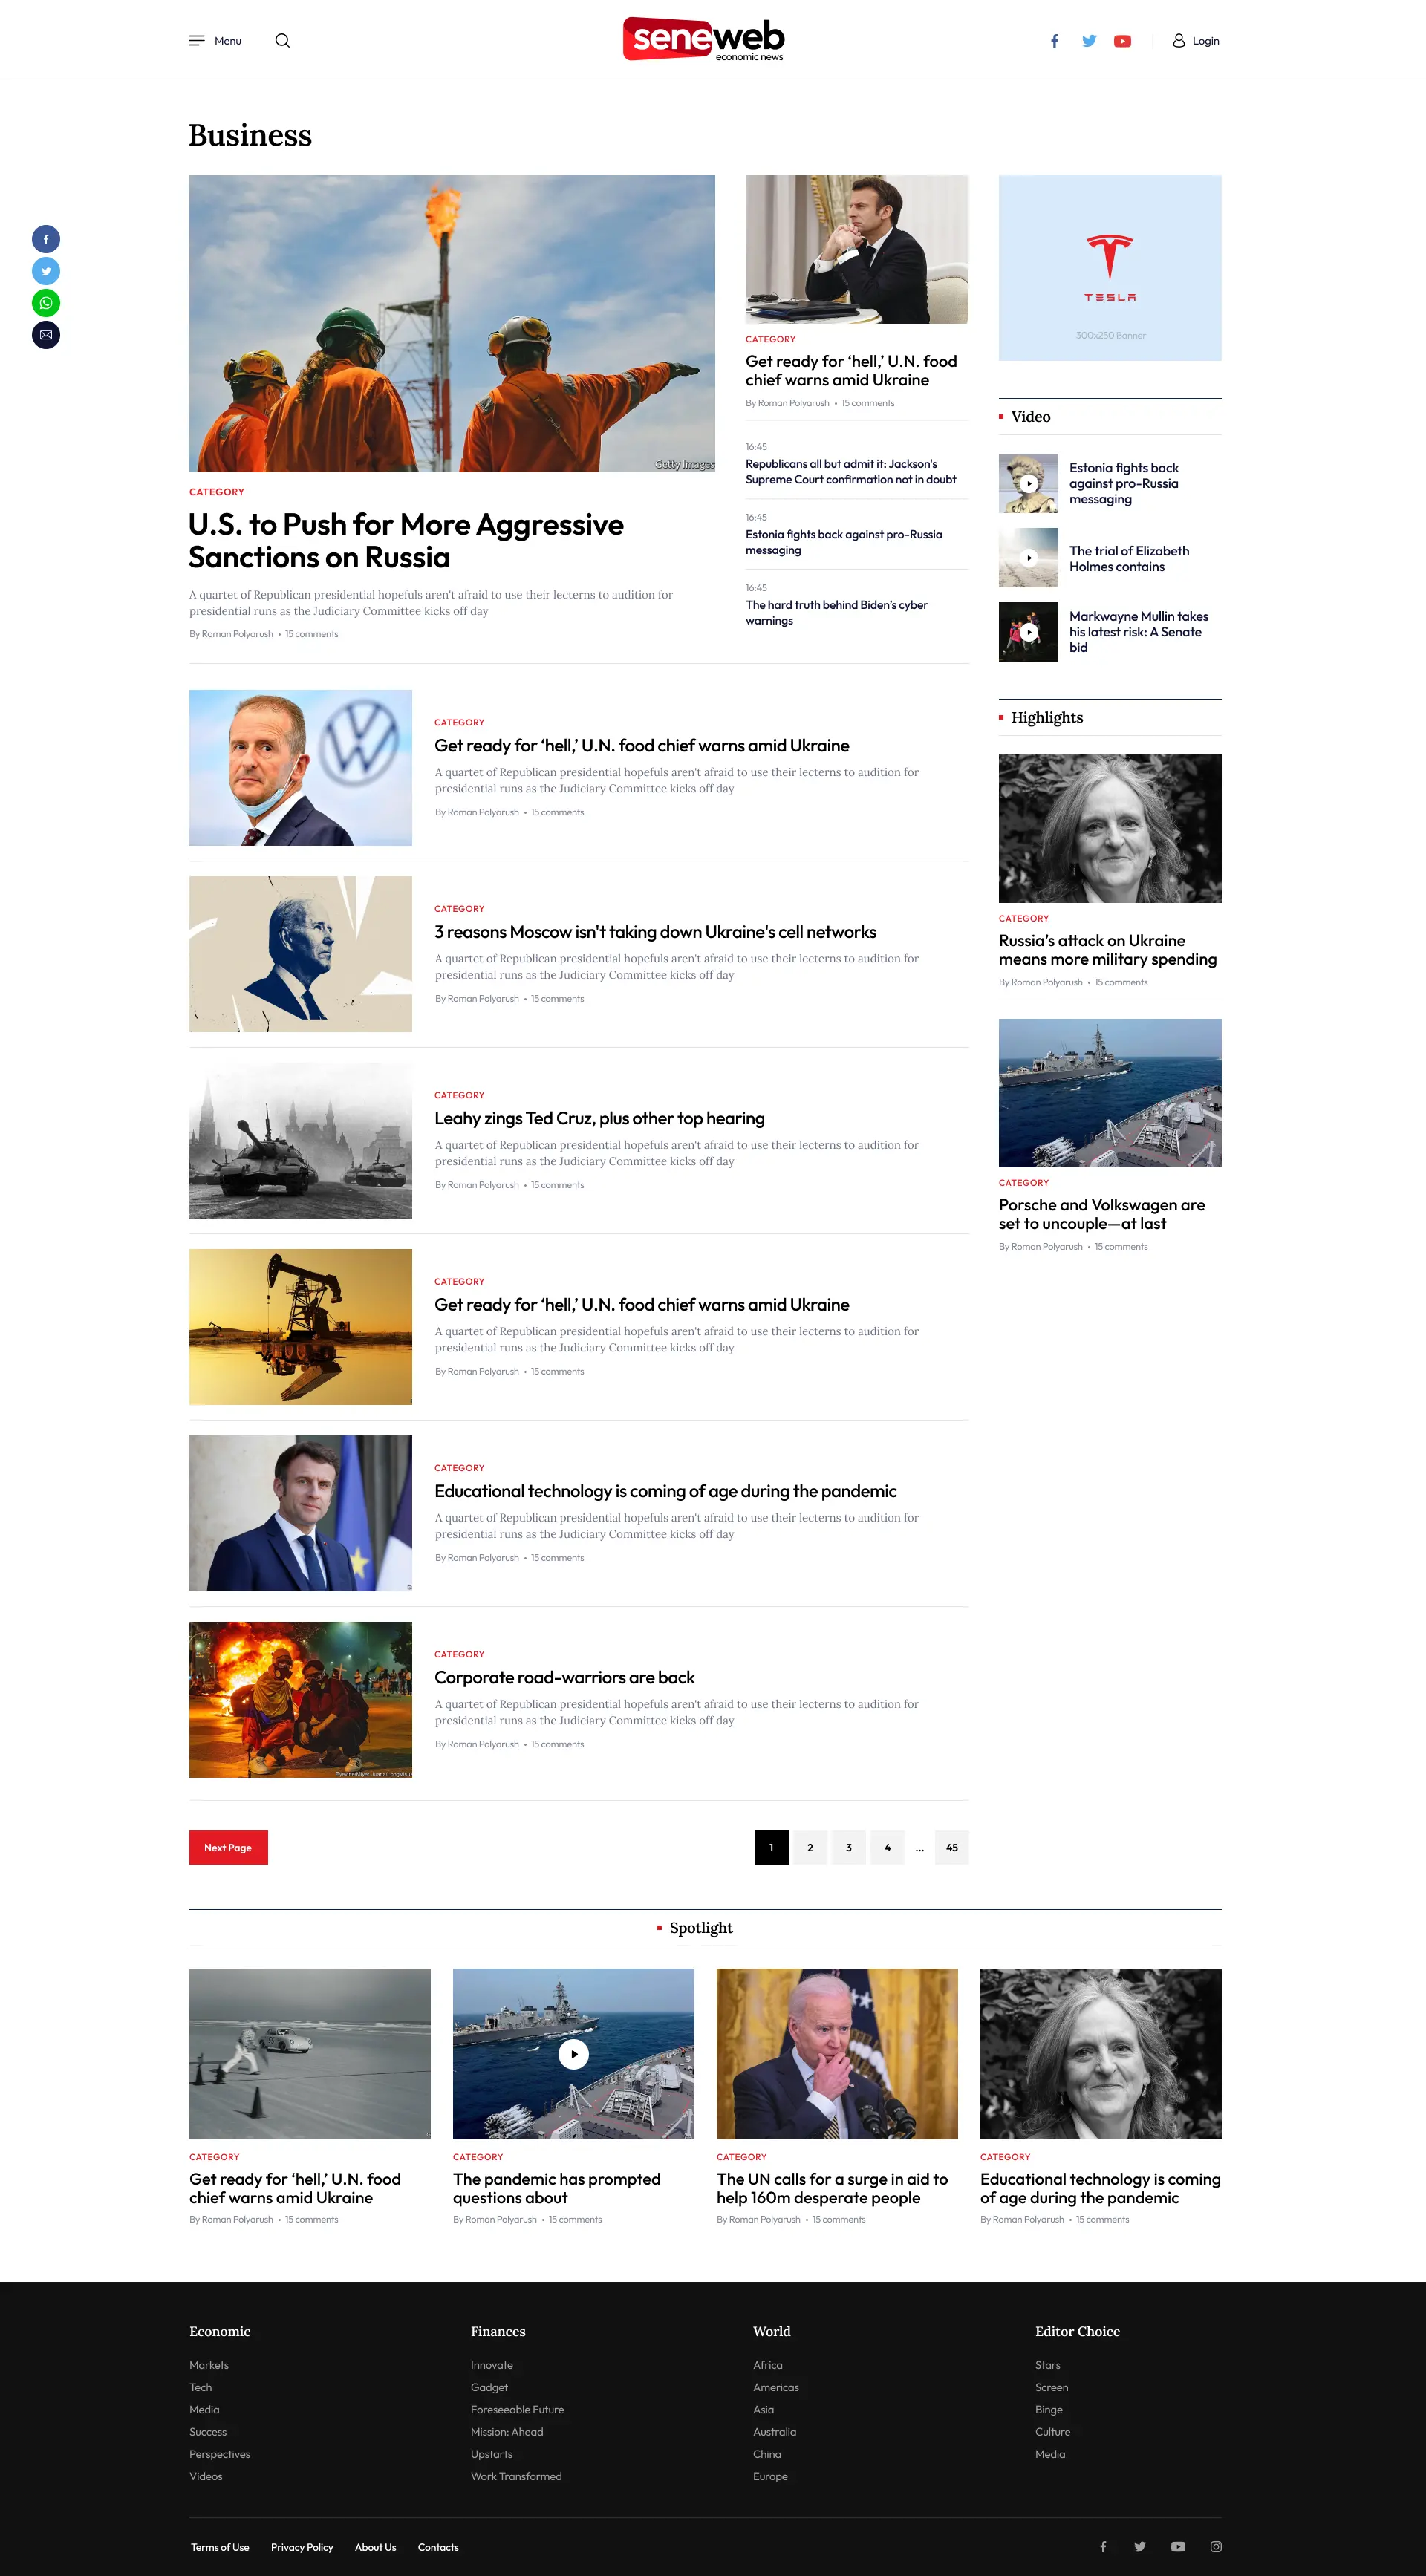 Menu
seneweb
economic news
Login
Business
Getty Images
CATEGORY
U.S. to Push for More Aggressive
Sanctions on Russia
A quartet of Republican presidential hopefuls aren't afraid to use their lecterns to audition for
presidential runs as the Judiciary Committee kicks off day
By Roman Polyarush • 15 comments
CATEGORY
Get ready for ‘hell,’ U.N. food
chief warns amid Ukraine
By Roman Polyarush • 15 comments
16:45
Republicans all but admit it: Jackson's
Supreme Court confirmation not in doubt
16:45
Estonia fights back against pro-Russia
messaging
16:45
The hard truth behind Biden’s cyber
warnings
TESLA
300x250 Banner
Video
Estonia fights back
against pro-Russia
messaging
The trial of Elizabeth
Holmes contains
Markwayne Mullin takes
his latest risk: A Senate
bid
Highlights
CATEGORY
Russia’s attack on Ukraine
means more military spending
By Roman Polyarush • 15 comments
CATEGORY
Porsche and Volkswagen are
set to uncouple—at last
By Roman Polyarush • 15 comments
CATEGORY
Get ready for ‘hell,’ U.N. food chief warns amid Ukraine
A quartet of Republican presidential hopefuls aren't afraid to use their lecterns to audition for
presidential runs as the Judiciary Committee kicks off day
By Roman Polyarush • 15 comments
CATEGORY
3 reasons Moscow isn't taking down Ukraine's cell networks
A quartet of Republican presidential hopefuls aren't afraid to use their lecterns to audition for
presidential runs as the Judiciary Committee kicks off day
By Roman Polyarush • 15 comments
CATEGORY
Leahy zings Ted Cruz, plus other top hearing
A quartet of Republican presidential hopefuls aren't afraid to use their lecterns to audition for
presidential runs as the Judiciary Committee kicks off day
By Roman Polyarush • 15 comments
CATEGORY
Get ready for ‘hell,’ U.N. food chief warns amid Ukraine
A quartet of Republican presidential hopefuls aren't afraid to use their lecterns to audition for
presidential runs as the Judiciary Committee kicks off day
By Roman Polyarush • 15 comments
CATEGORY
Educational technology is coming of age during the pandemic
A quartet of Republican presidential hopefuls aren't afraid to use their lecterns to audition for
presidential runs as the Judiciary Committee kicks off day
By Roman Polyarush • 15 comments
CATEGORY
Corporate road-warriors are back
A quartet of Republican presidential hopefuls aren't afraid to use their lecterns to audition for
presidential runs as the Judiciary Committee kicks off day
By Roman Polyarush • 15 comments
Next Page
1 2 3 4 ... 45
Spotlight
CATEGORY
Get ready for ‘hell,’ U.N. food
chief warns amid Ukraine
By Roman Polyarush • 15 comments
CATEGORY
The pandemic has prompted
questions about
By Roman Polyarush • 15 comments
CATEGORY
The UN calls for a surge in aid to
help 160m desperate people
By Roman Polyarush • 15 comments
CATEGORY
Educational technology is coming
of age during the pandemic
By Roman Polyarush • 15 comments
Economic
Markets
Tech
Media
Success
Perspectives
Videos
Finances
Innovate
Gadget
Foreseeable Future
Mission: Ahead
Upstarts
Work Transformed
World
Africa
Americas
Asia
Australia
China
Europe
Editor Choice
Stars
Screen
Binge
Culture
Media
Terms of Use Privacy Policy About Us Contacts